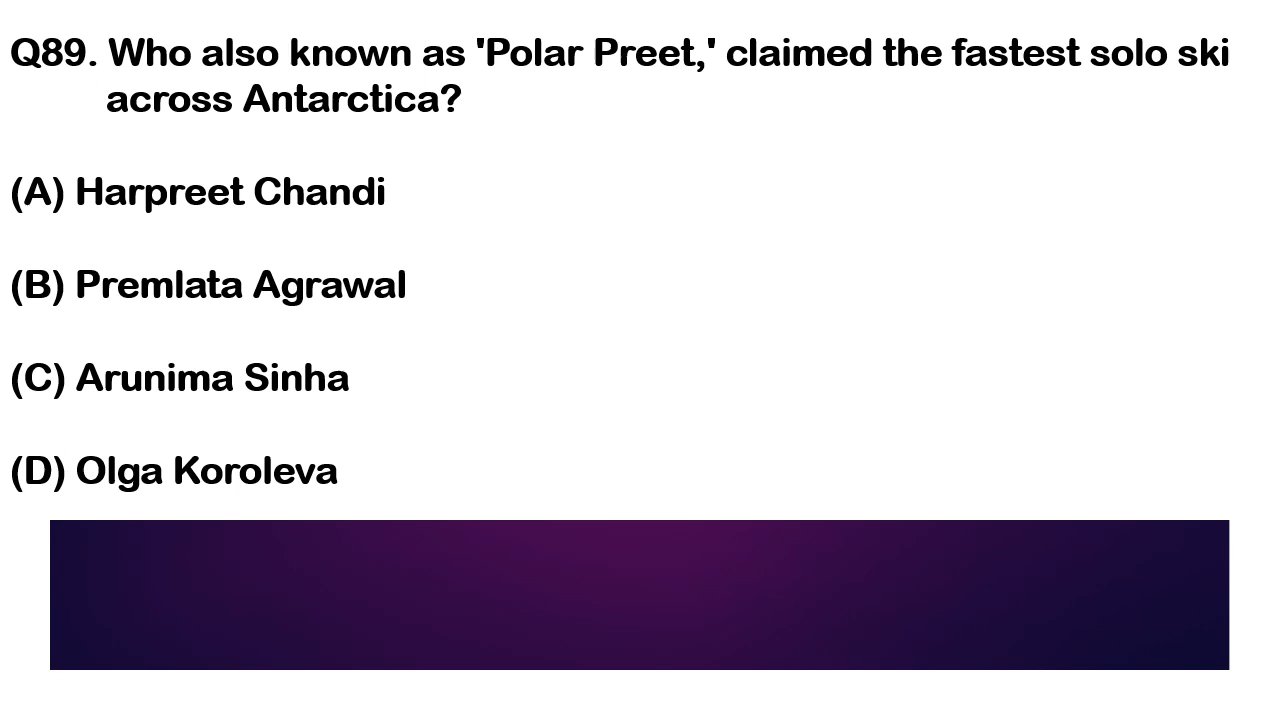 Q89. Who also known as 'Polar Preet,' claimed the fastest solo ski
across Antarctica?
(A) Harpreet Chandi
(B) Premlata Agrawal
(C) Arunima Sinha
(D) Olga Koroleva